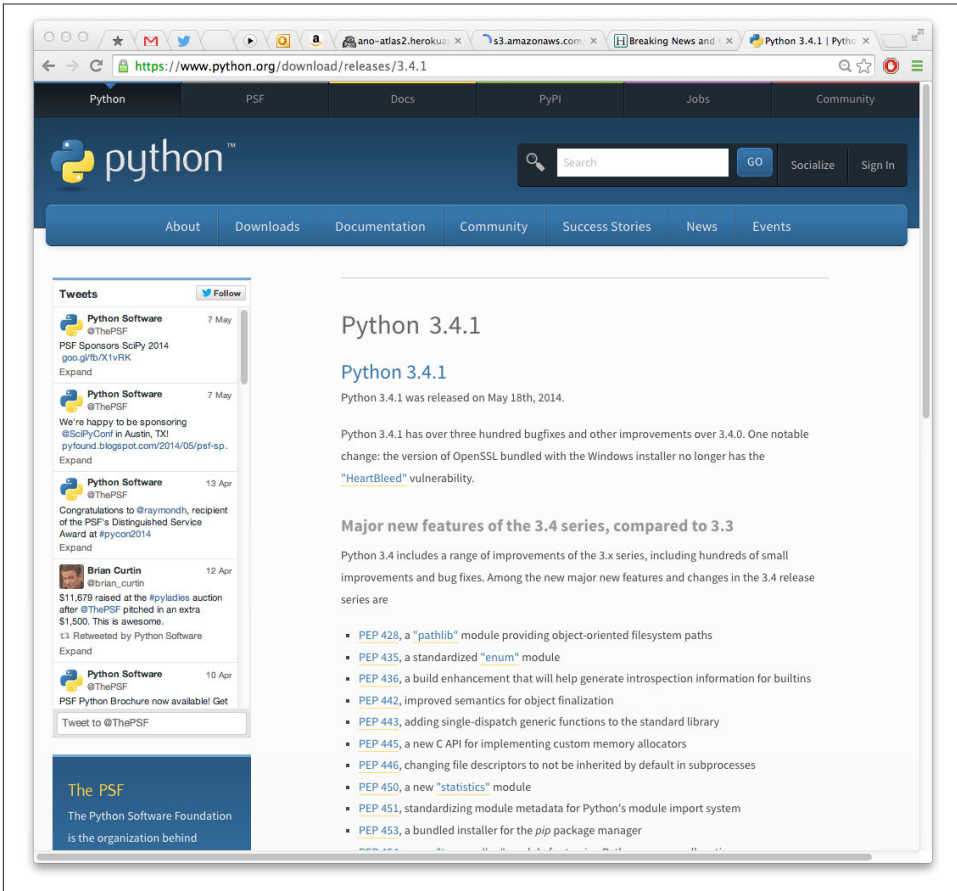 ano-atlas2.herokua
s3.amazonaws.com
Breaking News and
Python 3.4.1 | Pytho
https://www.python.org/download/releases/3.4.1
Python
PSF
Docs
PyPI
Jobs
Community
python™
Search
GO
Socialize
Sign In
About
Downloads
Documentation
Community
Success Stories
News
Events
Tweets
Follow
Python Software
7 May
@ThePSF
PSF Sponsors SciPy 2014
goo.gl/fb/X1vRK
Expand
Python Software
7 May
@ThePSF
We're happy to be sponsoring
@SciPyConf in Austin, TX!
pyfound.blogspot.com/2014/05/psf-sp.
Expand
Python Software
13 Apr
@ThePSF
Congratulations to @raymondh, recipient
of the PSF's Distinguished Service
Award at #pycon2014
Expand
Brian Curtin
12 Apr
@brian_curtin
$11,679 raised at the #pyladies auction
after @ThePSF pitched in an extra
$1,500. This is awesome.
Retweeted by Python Software
Expand
Python Software
10 Apr
@ThePSF
PSF Python Brochure now available! Get
Tweet to @ThePSF
The PSF
The Python Software Foundation
is the organization behind
Python 3.4.1
Python 3.4.1
Python 3.4.1 was released on May 18th, 2014.
Python 3.4.1 has over three hundred bugfixes and other improvements over 3.4.0. One notable
change: the version of OpenSSL bundled with the Windows installer no longer has the
"HeartBleed" vulnerability.
Major new features of the 3.4 series, compared to 3.3
Python 3.4 includes a range of improvements of the 3.x series, including hundreds of small
improvements and bug fixes. Among the new major new features and changes in the 3.4 release
series are
PEP 428, a "pathlib" module providing object-oriented filesystem paths
PEP 435, a standardized "enum" module
PEP 436, a build enhancement that will help generate introspection information for builtins
PEP 442, improved semantics for object finalization
PEP 443, adding single-dispatch generic functions to the standard library
PEP 445, a new C API for implementing custom memory allocators
PEP 446, changing file descriptors to not be inherited by default in subprocesses
PEP 450, a new "statistics" module
PEP 451, standardizing module metadata for Python's module import system
PEP 453, a bundled installer for the pip package manager